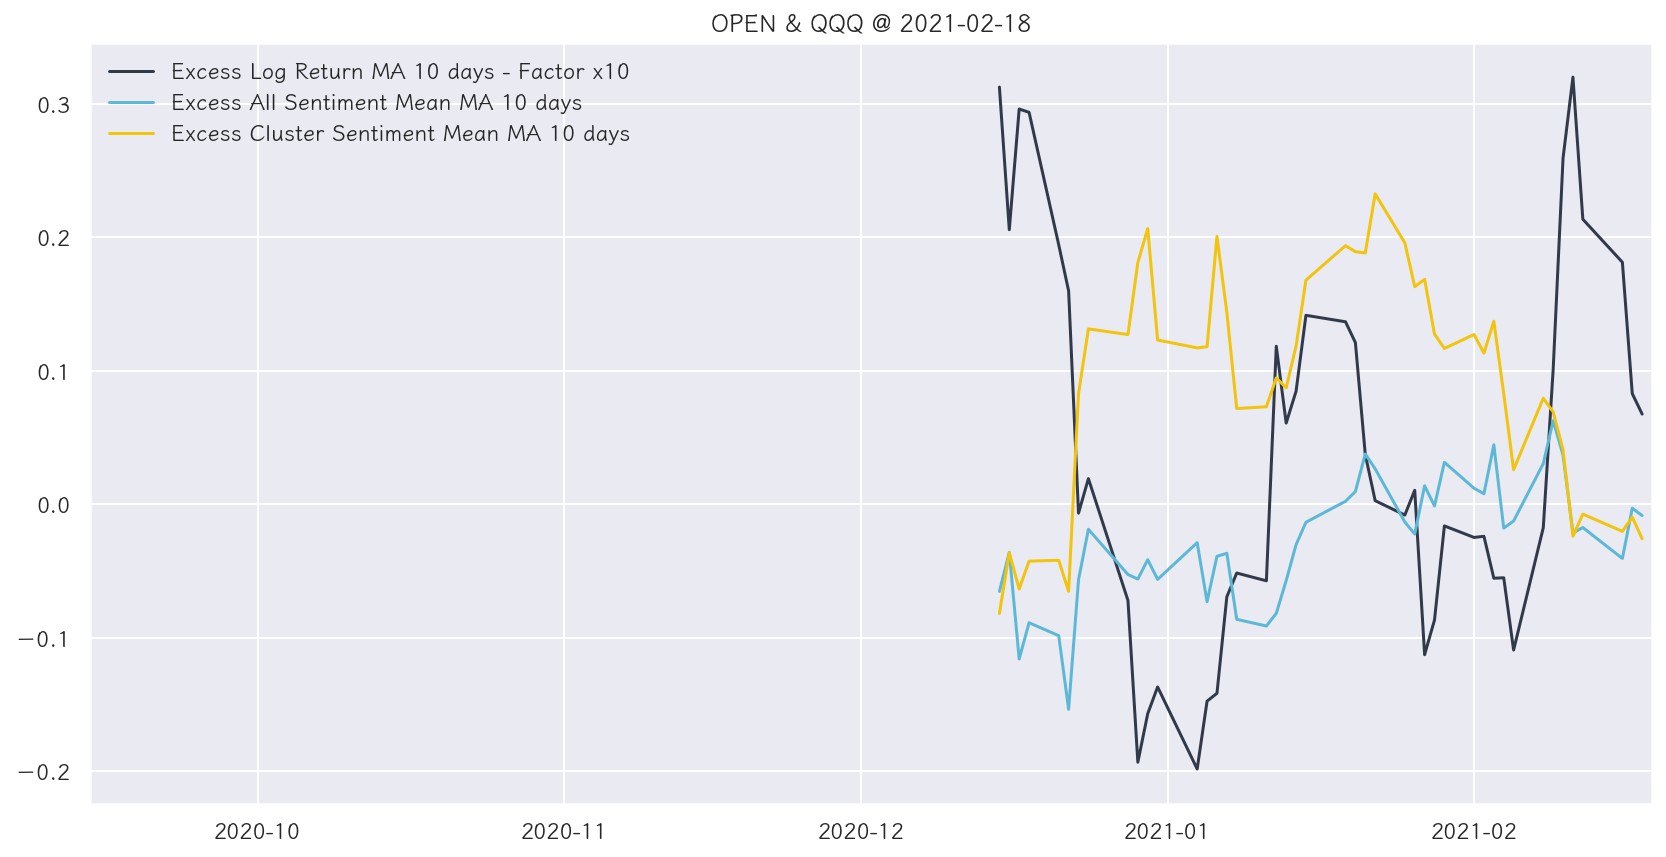 OPEN & QQQ @ 2021-02-18
Excess Log Return MA 10 days - Factor x10
Excess All Sentiment Mean MA 10 days
Excess Cluster Sentiment Mean MA 10 days
0.3
0.2
0.1
0.0
−0.1
−0.2
2020-10 2020-11 2020-12 2021-01 2021-02